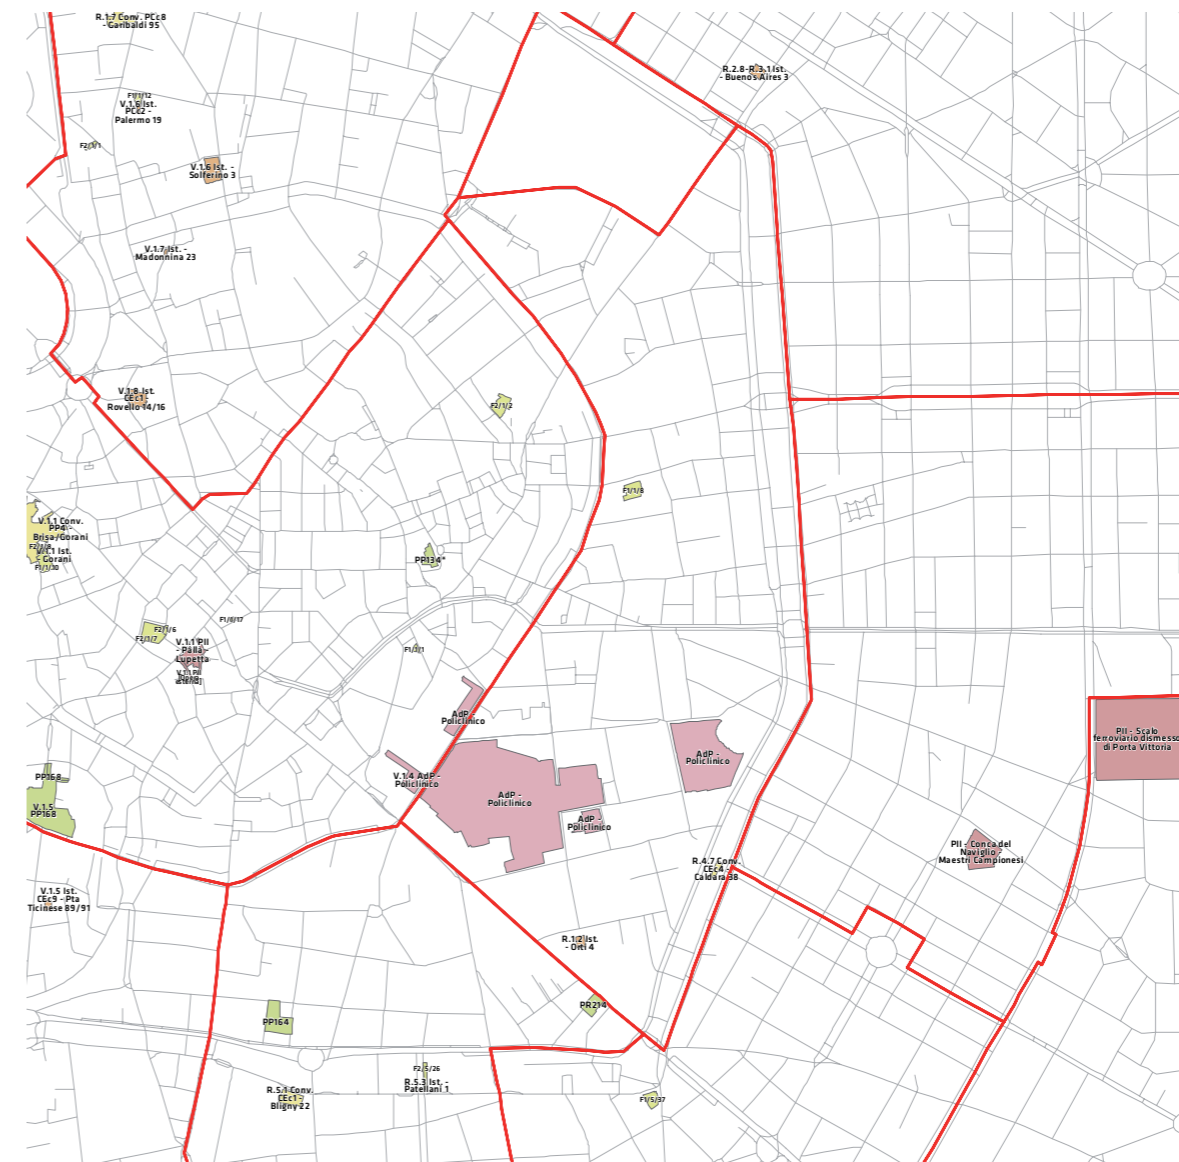 R.1.7 Conv. PCc8
- Garibaldi 95
R.2.8-R.3.1 Ist.
- Buenos Aires 3
F1/1/12
V.1.6 Ist.
PCc2 -
Palermo 19
F2/1/1
V.1.6 Ist. -
Solferino 3
V.1.7 Ist. -
Madonnina 23
V.1.8 Ist.
CEc1 -
Rovello 14/16
F2/1/2
F1/1/8
V.1.1 Conv.
PP4 -
Brisa/Gorani
V.1.1 Ist.
- Gorani
F1/1/30
PP134*
F1/8/17
F2/1/6
F2/1/7
V.1.1 PII
- Palla -
Lupetta
F1/1/1
AdP -
Policlinico
V.1.4 AdP -
Policlinico
AdP -
Policlinico
AdP -
Policlinico
AdP -
Policlinico
PII - Scalo
ferroviario dismesso
di Porta Vittoria
PP168
V.1.5
PP168
PII - Conca del
Naviglio -
Maestri Campionesi
R.4.7 Conv.
CEc4 -
Caldara 38
V.1.5 Ist.
CEc9 - Pta
Ticinese 89/91
R.1.2 Ist.
- Orti 4
PR214
PP164
F2/5/26
R.5.3 Ist. -
Patellani 1
R.5.1 Conv.
CEc1 -
Bligny 22
F1/5/37